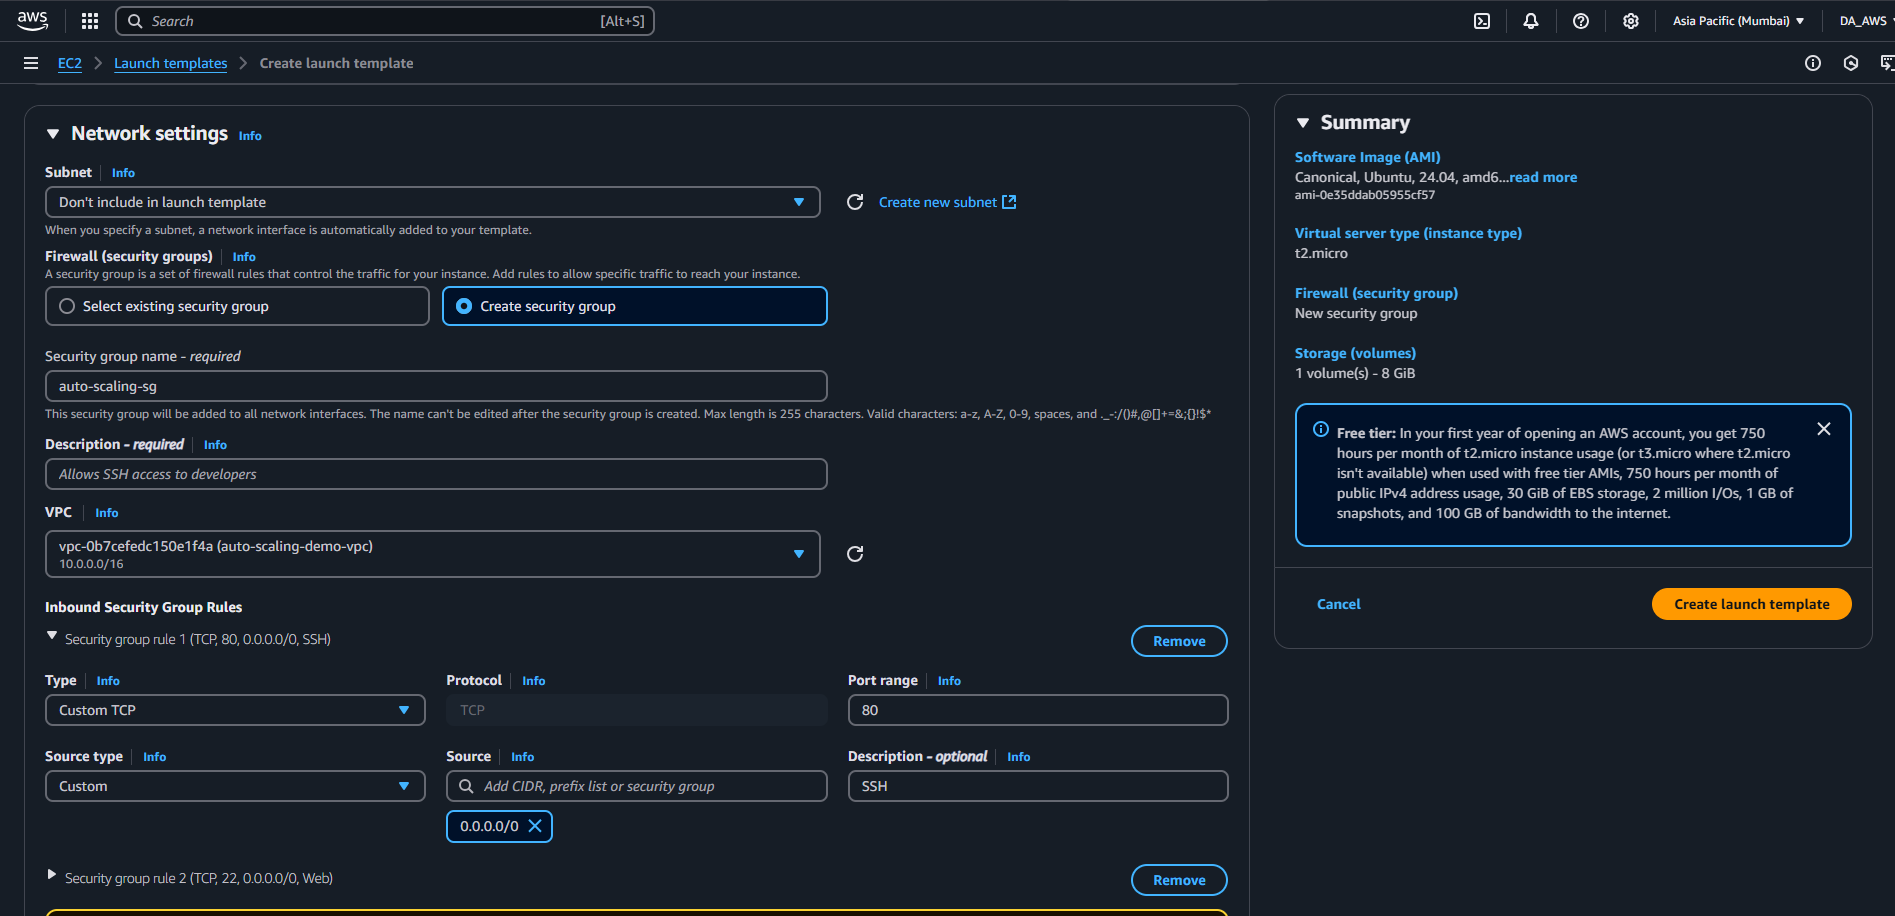 aws
Search
[Alt+S]
Asia Pacific (Mumbai)
DA_AWS
EC2
Launch templates
Create launch template
Network settings Info
Subnet Info
Don't include in launch template
Create new subnet
When you specify a subnet, a network interface is automatically added to your template.
Firewall (security groups) Info
A security group is a set of firewall rules that control the traffic for your instance. Add rules to allow specific traffic to reach your instance.
Select existing security group
Create security group
Security group name - required
auto-scaling-sg
This security group will be added to all network interfaces. The name can't be edited after the security group is created. Max length is 255 characters. Valid characters: a-z, A-Z, 0-9, spaces, and ._-:/()#,@[]+=&;{}!$*
Description - required Info
Allows SSH access to developers
VPC Info
vpc-0b7cefedc150e1f4a (auto-scaling-demo-vpc)
10.0.0.0/16
Inbound Security Group Rules
Security group rule 1 (TCP, 80, 0.0.0.0/0, SSH)
Remove
Type Info
Protocol Info
Port range Info
Custom TCP
TCP
80
Source type Info
Source Info
Description - optional Info
Custom
Add CIDR, prefix list or security group
SSH
0.0.0.0/0
Security group rule 2 (TCP, 22, 0.0.0.0/0, Web)
Remove
Summary
Software Image (AMI)
Canonical, Ubuntu, 24.04, amd6...read more
ami-0e35ddab05955cf57
Virtual server type (instance type)
t2.micro
Firewall (security group)
New security group
Storage (volumes)
1 volume(s) - 8 GiB
Free tier: In your first year of opening an AWS account, you get 750
hours per month of t2.micro instance usage (or t3.micro where t2.micro
isn't available) when used with free tier AMIs, 750 hours per month of
public IPv4 address usage, 30 GiB of EBS storage, 2 million I/Os, 1 GB of
snapshots, and 100 GB of bandwidth to the internet.
Cancel
Create launch template